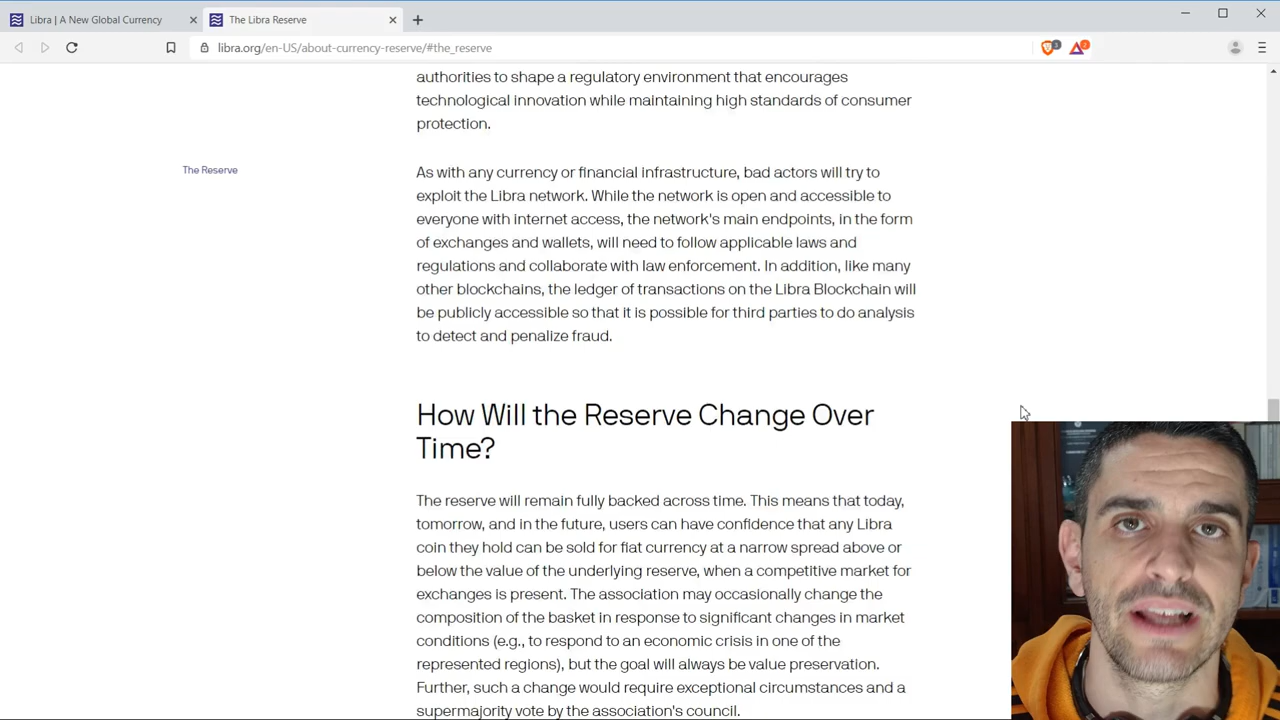 Libra | A New Global Currency
The Libra Reserve
libra.org/en-US/about-currency-reserve/#the_reserve
3
2
authorities to shape a regulatory environment that encourages
technological innovation while maintaining high standards of consumer
protection.
The Reserve
As with any currency or financial infrastructure, bad actors will try to
exploit the Libra network. While the network is open and accessible to
everyone with internet access, the network's main endpoints, in the form
of exchanges and wallets, will need to follow applicable laws and
regulations and collaborate with law enforcement. In addition, like many
other blockchains, the ledger of transactions on the Libra Blockchain will
be publicly accessible so that it is possible for third parties to do analysis
to detect and penalize fraud.
How Will the Reserve Change Over
Time?
The reserve will remain fully backed across time. This means that today,
tomorrow, and in the future, users can have confidence that any Libra
coin they hold can be sold for fiat currency at a narrow spread above or
below the value of the underlying reserve, when a competitive market for
exchanges is present. The association may occasionally change the
composition of the basket in response to significant changes in market
conditions (e.g., to respond to an economic crisis in one of the
represented regions), but the goal will always be value preservation.
Further, such a change would require exceptional circumstances and a
supermajority vote by the association's council.